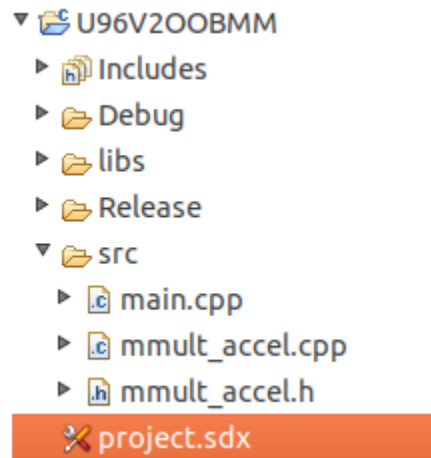 U96V2OOBMM
Includes
Debug
libs
Release
src
main.cpp
mmult_accel.cpp
mmult_accel.h
project.sdx